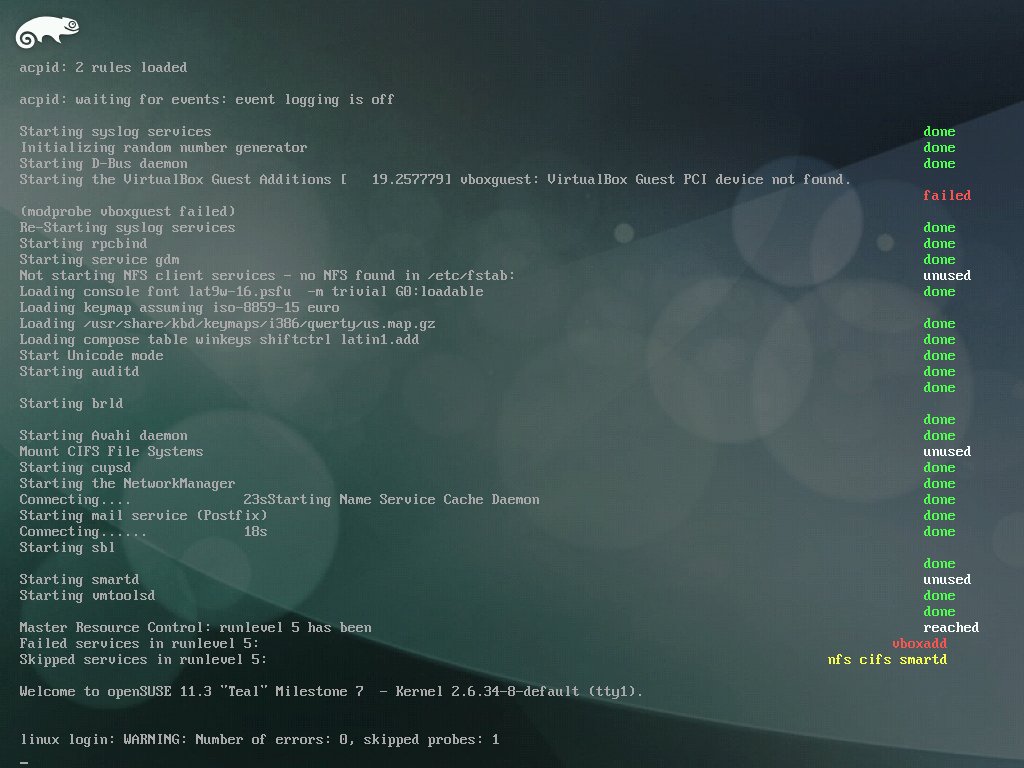 acpid: 2 rules loaded
acpid: waiting for events: event logging is off
Starting syslog services done
Initializing random number generator done
Starting D-Bus daemon done
Starting the VirtualBox Guest Additions [   19.257779] vboxguest: VirtualBox Guest PCI device not found.
failed
(modprobe vboxguest failed)
Re-Starting syslog services done
Starting rpcbind done
Starting service gdm done
Not starting NFS client services - no NFS found in /etc/fstab: unused
Loading console font lat9w-16.psfu  -m trivial G0:loadable done
Loading keymap assuming iso-8859-15 euro
Loading /usr/share/kbd/keymaps/i386/qwerty/us.map.gz done
Loading compose table winkeys shiftctrl latin1.add done
Start Unicode mode done
Starting auditd done
done
Starting brld
done
Starting Avahi daemon done
Mount CIFS File Systems unused
Starting cupsd done
Starting the NetworkManager done
Connecting....              23sStarting Name Service Cache Daemon done
Starting mail service (Postfix) done
Connecting......            18s done
Starting sbl
done
Starting smartd unused
Starting vmtoolsd done
done
Master Resource Control: runlevel 5 has been reached
Failed services in runlevel 5: vboxadd
Skipped services in runlevel 5: nfs cifs smartd
Welcome to openSUSE 11.3 "Teal" Milestone 7  - Kernel 2.6.34-8-default (tty1).
linux login: WARNING: Number of errors: 0, skipped probes: 1
_